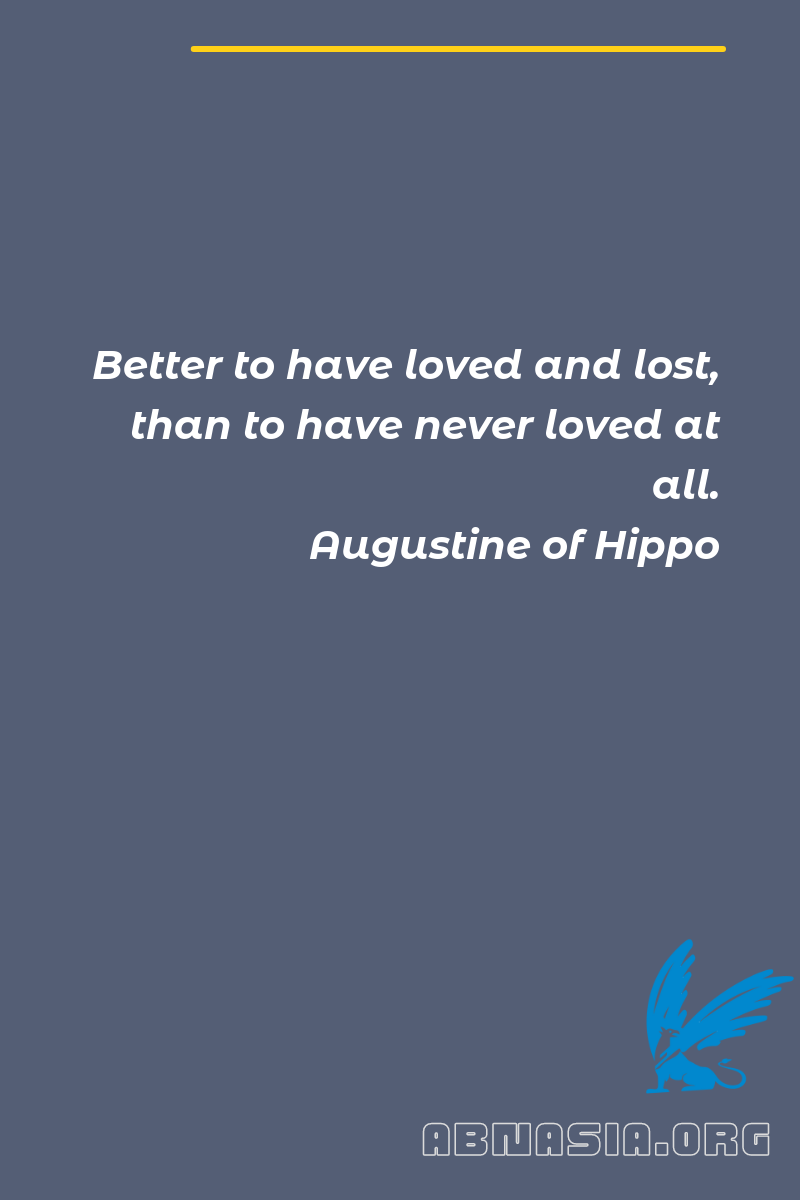 Better to have loved and lost,
than to have never loved at
all.
Augustine of Hippo
ABNASIA.ORG